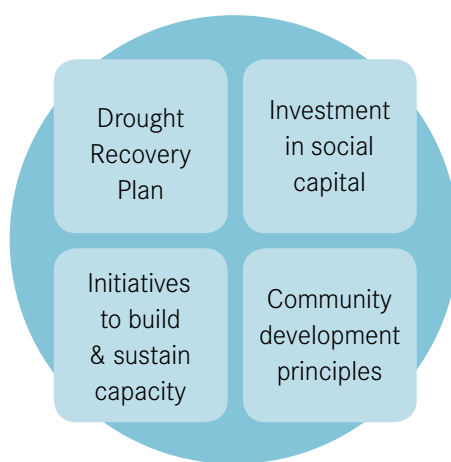 Drought
Recovery
Plan
Investment
in social
capital
Initiatives
to build
& sustain
capacity
Community
development
principles